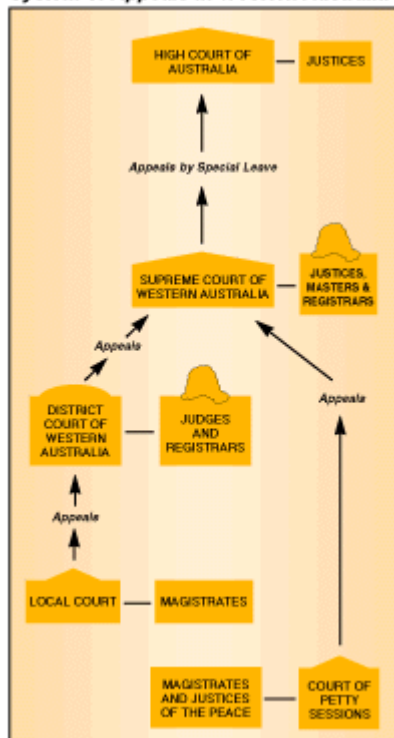 HIGH COURT OF
AUSTRALIA
JUSTICES
Appeals by Special Leave
SUPREME COURT OF
WESTERN AUSTRALIA
JUSTICES,
MASTERS &
REGISTRARS
Appeals
Appeals
DISTRICT
COURT OF
WESTERN
AUSTRALIA
JUDGES
AND
REGISTRARS
Appeals
LOCAL COURT
MAGISTRATES
MAGISTRATES
AND JUSTICES
OF THE PEACE
COURT OF
PETTY
SESSIONS